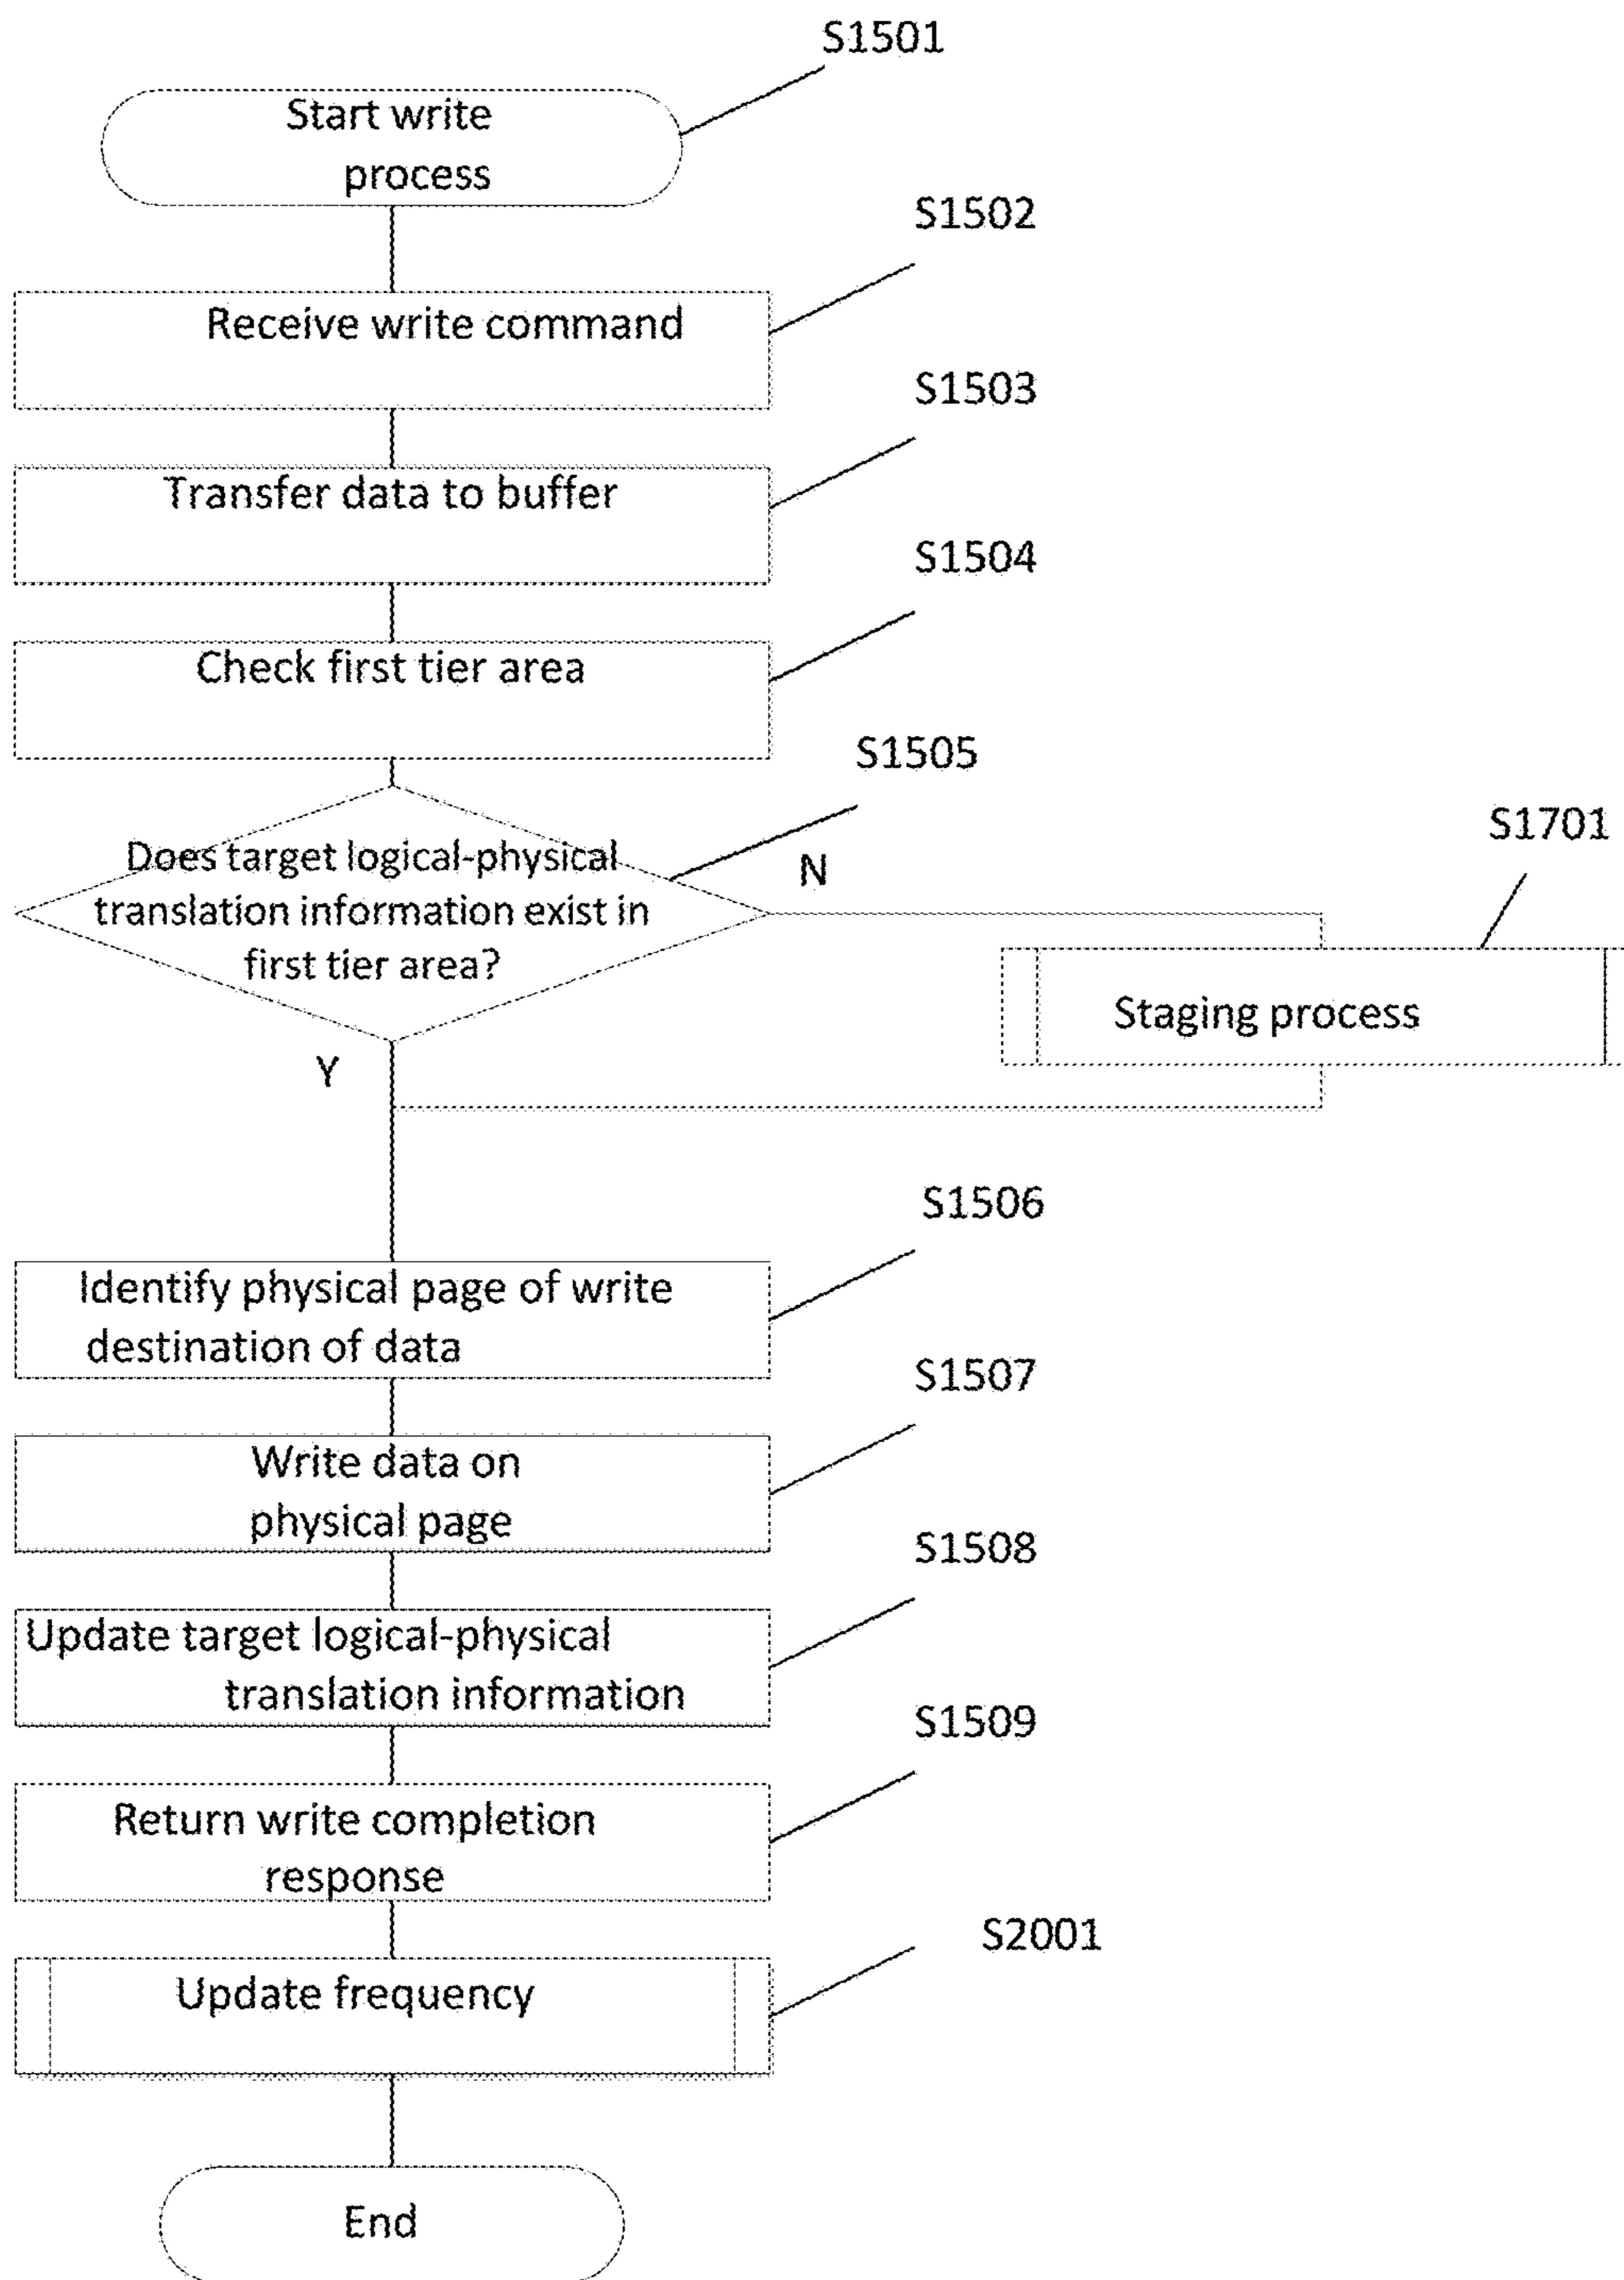 S1501
Start write
process
S1502
Receive write command
S1503
Transfer data to buffer
S1504
Check first tier area
S1505
Does target logical-physical
translation information exist in
first tier area?
N
S1701
Staging process
Y
S1506
Identify physical page of write
destination of data
S1507
Write data on
physical page
S1508
Update target logical-physical
translation information
S1509
Return write completion
response
S2001
Update frequency
End